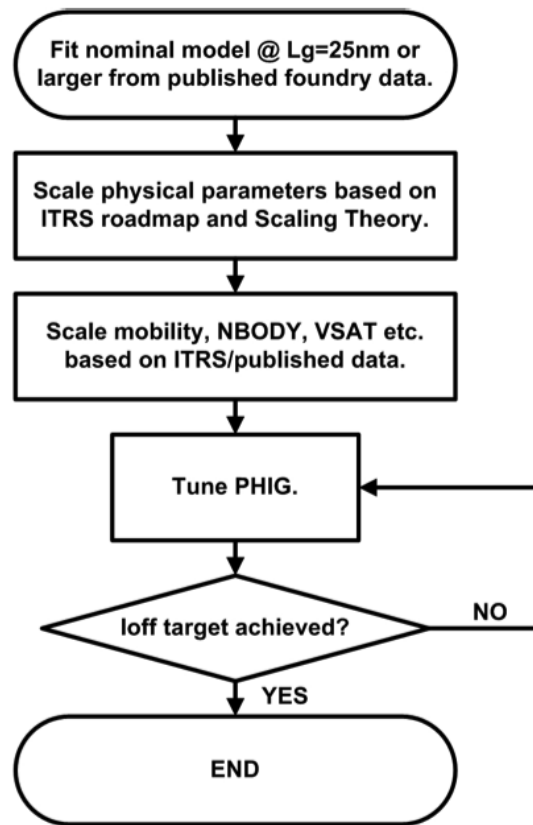 Fit nominal model @ Lg=25nm or
larger from published foundry data.
Scale physical parameters based on
ITRS roadmap and Scaling Theory.
Scale mobility, NBODY, VSAT etc.
based on ITRS/published data.
Tune PHIG.
Ioff target achieved?
NO
YES
END